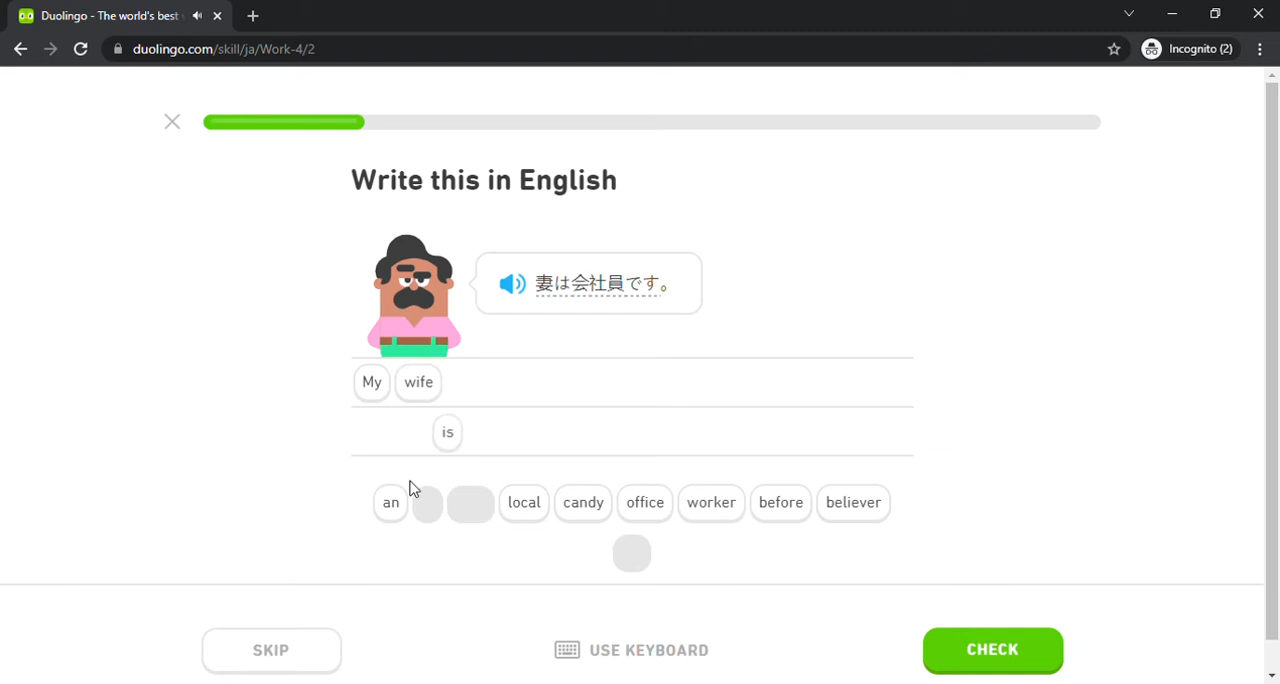 Duolingo - The world's best
duolingo.com/skill/ja/Work-4/2
Incognito (2)
Write this in English
妻は会社員です。
My wife
is
an local candy office worker before believer
SKIP
USE KEYBOARD
CHECK